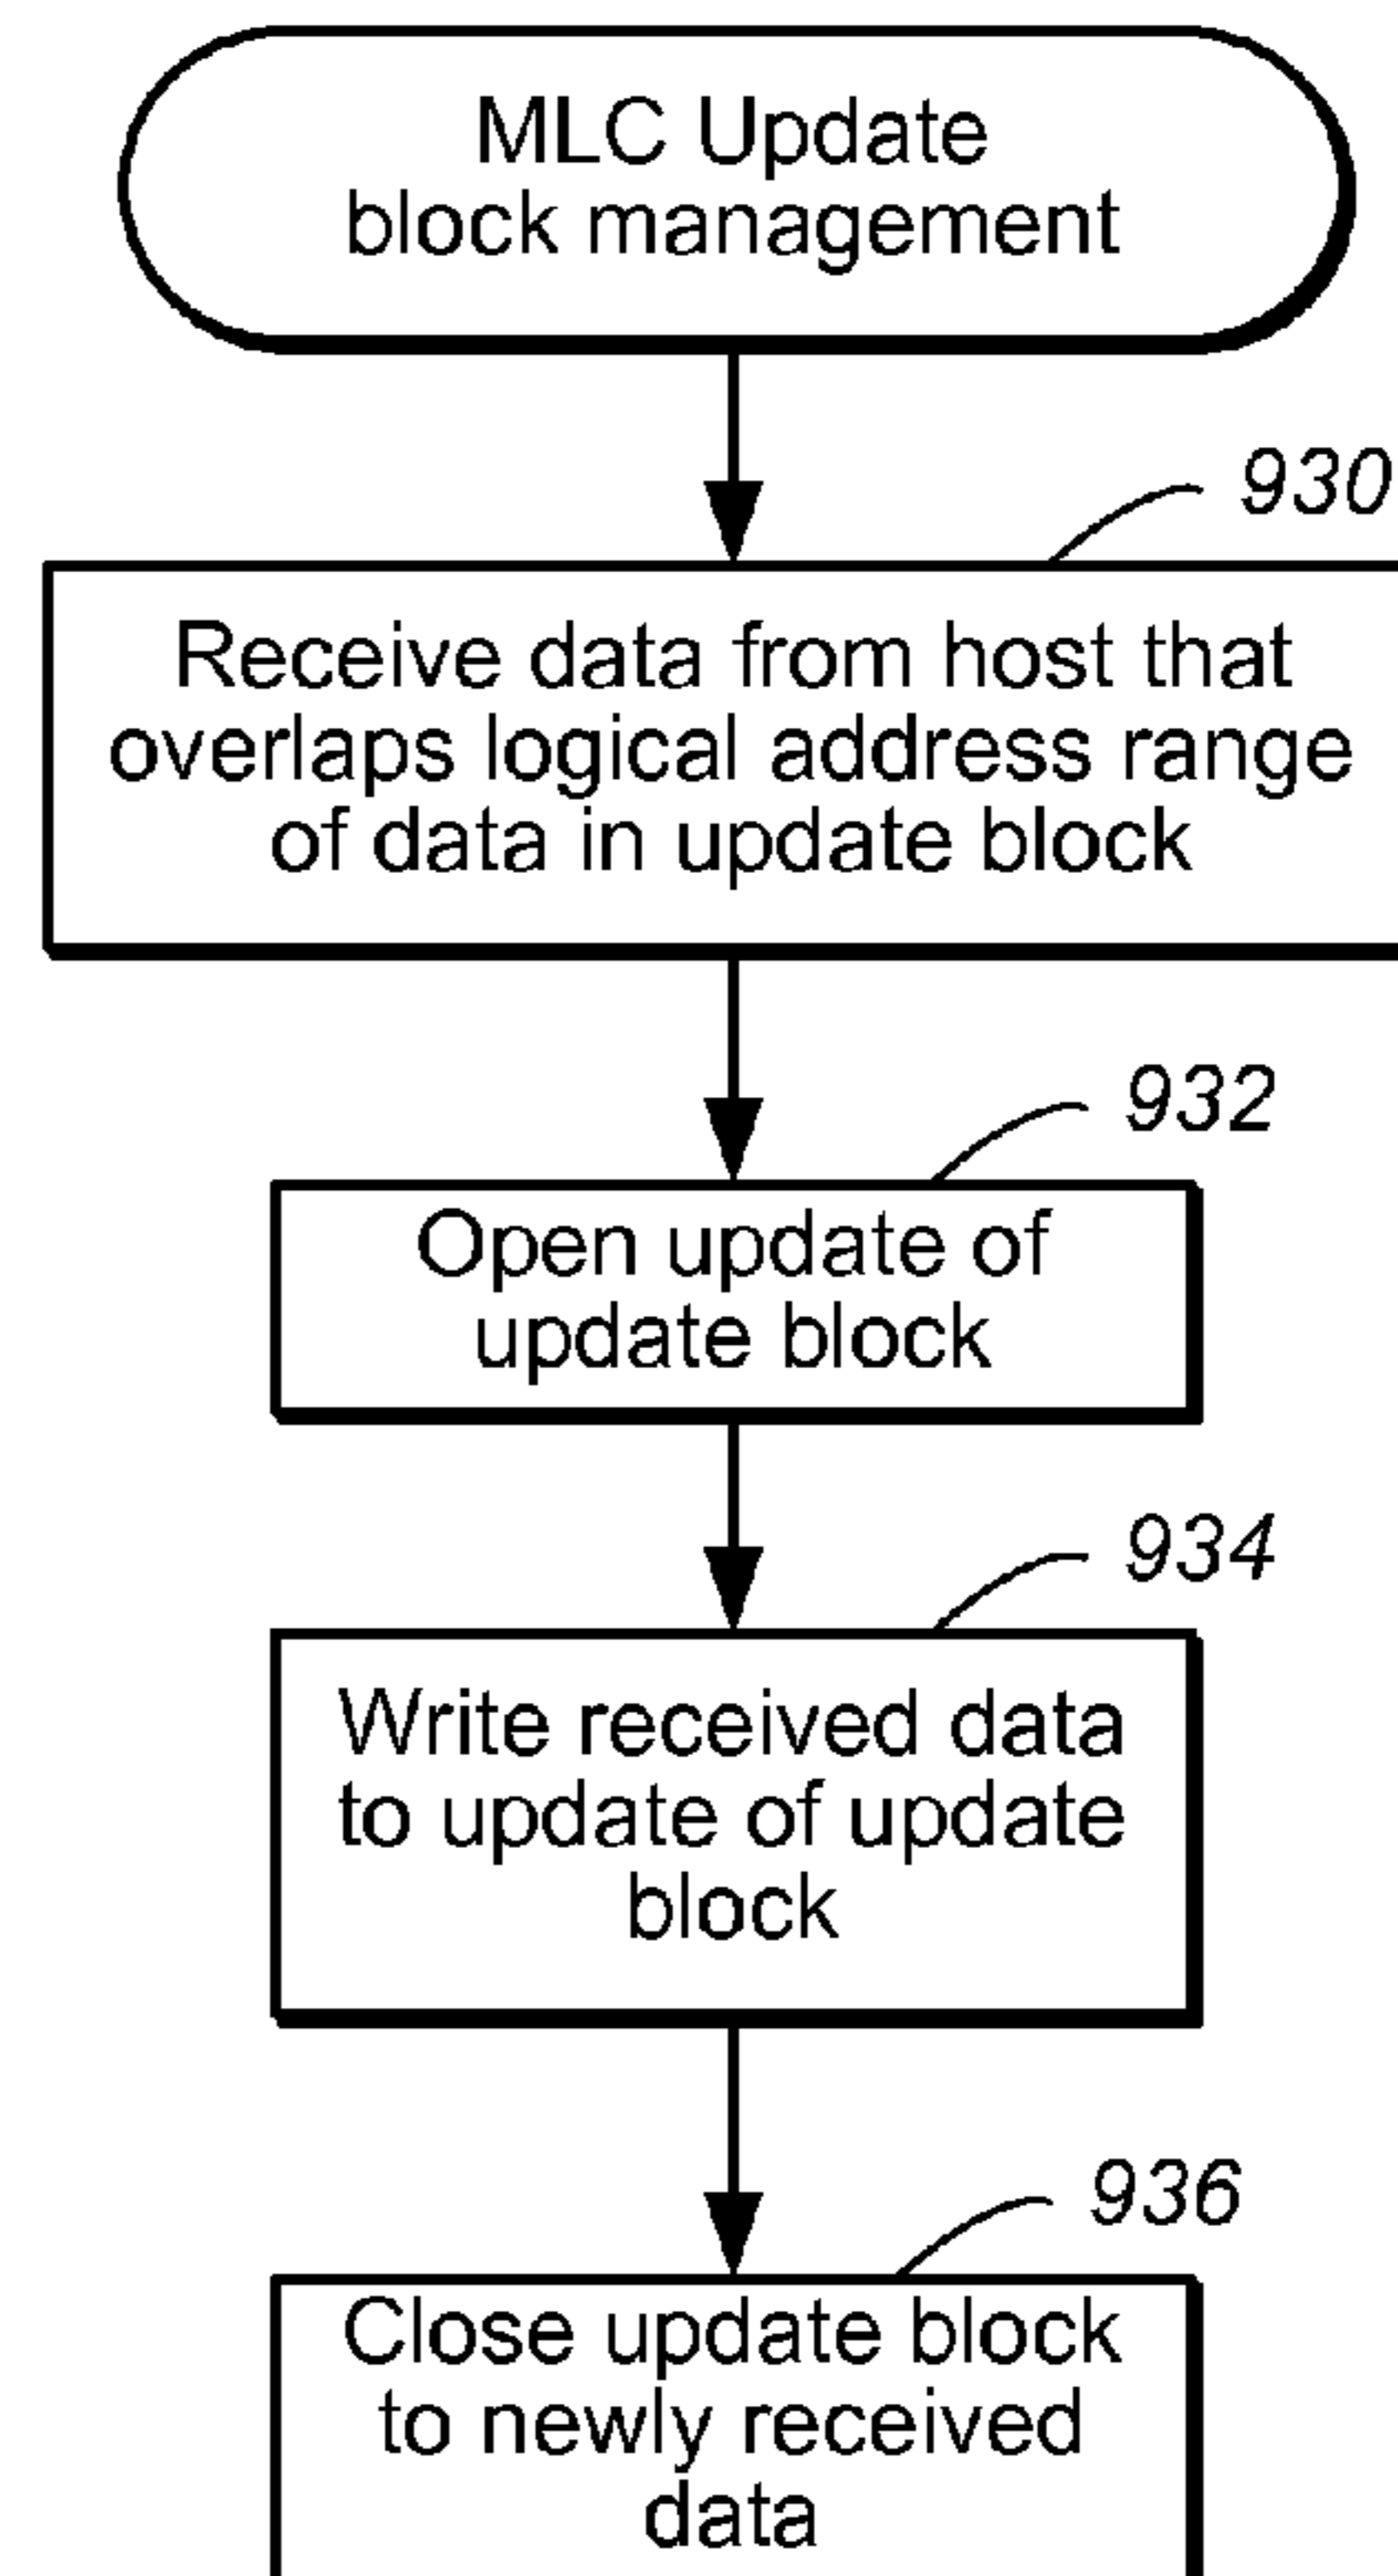 MLC Update
block management
930
Receive data from host that
overlaps logical address range
of data in update block
932
Open update of
update block
934
Write received data
to update of update
block
936
Close update block
to newly received
data